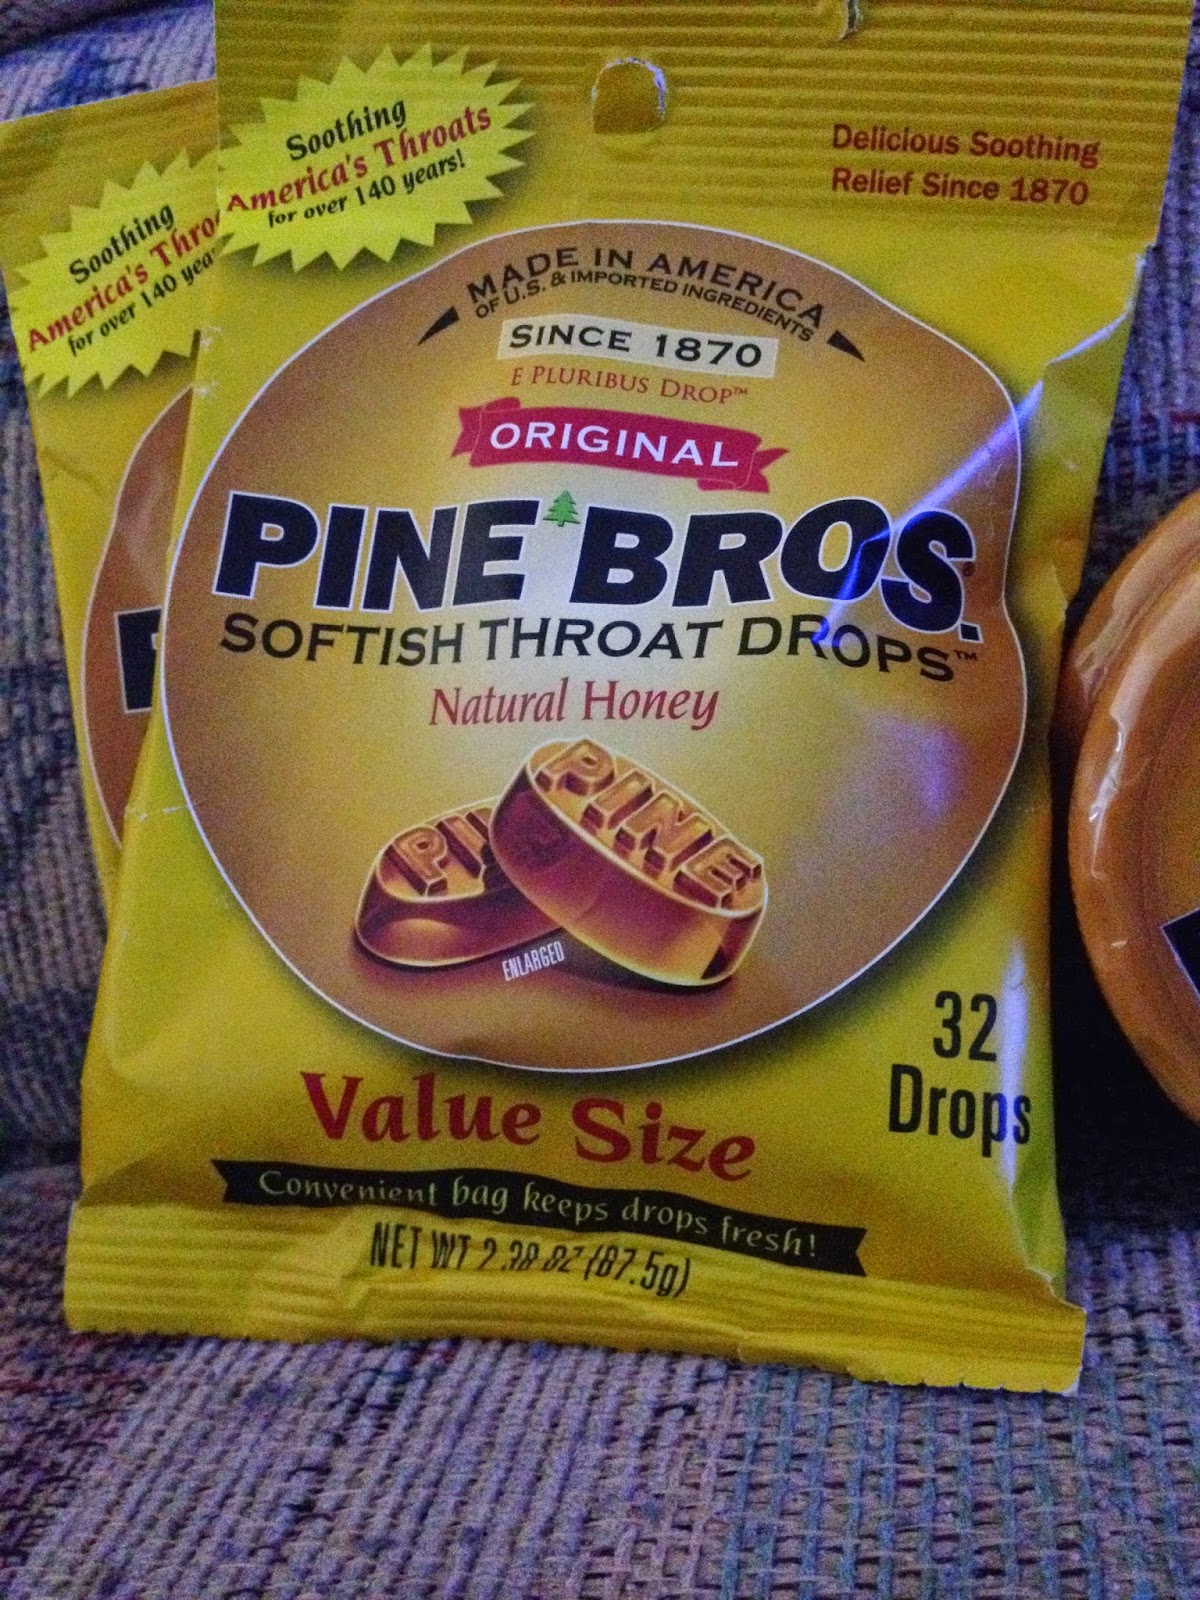 Soothing
America's Throats
for over 140 years!
Delicious Soothing
Relief Since 1870
MADE IN AMERICA
OF U.S. & IMPORTED INGREDIENTS
SINCE 1870
E PLURIBUS DROP™
ORIGINAL
PINE BROS.®
SOFTISH THROAT DROPS™
Natural Honey
PINE
PI
ENLARGED
32
Drops
Value Size
Convenient bag keeps drops fresh!
NET WT 2.38 OZ (87.5g)
Soothing
America's Thro
for over 140 yea